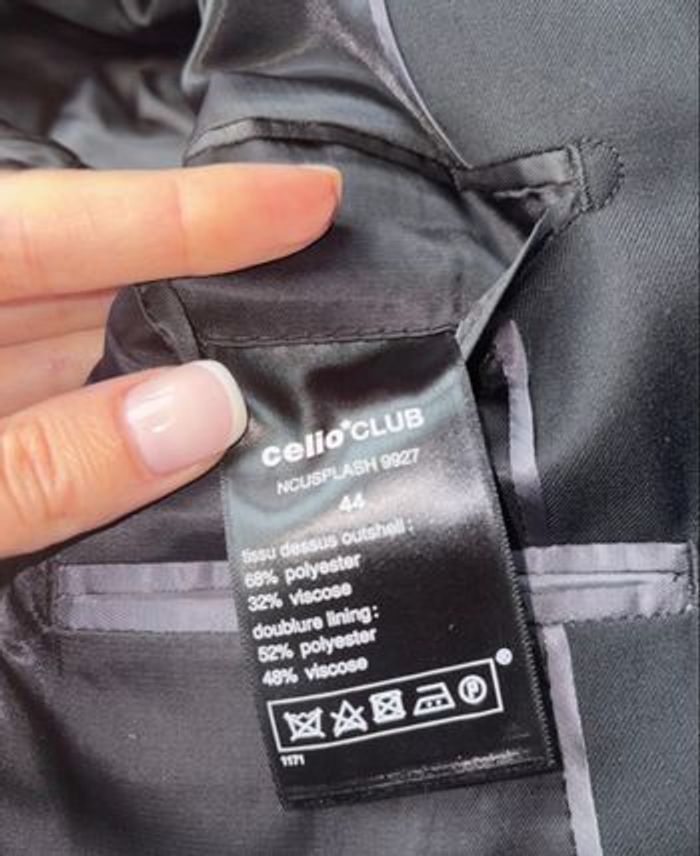 celio*CLUB
NCUSPLASH 9927
44
tissu dessus outshell:
68% polyester
32% viscose
doublure lining:
52% polyester
48% viscose
P
®
1171